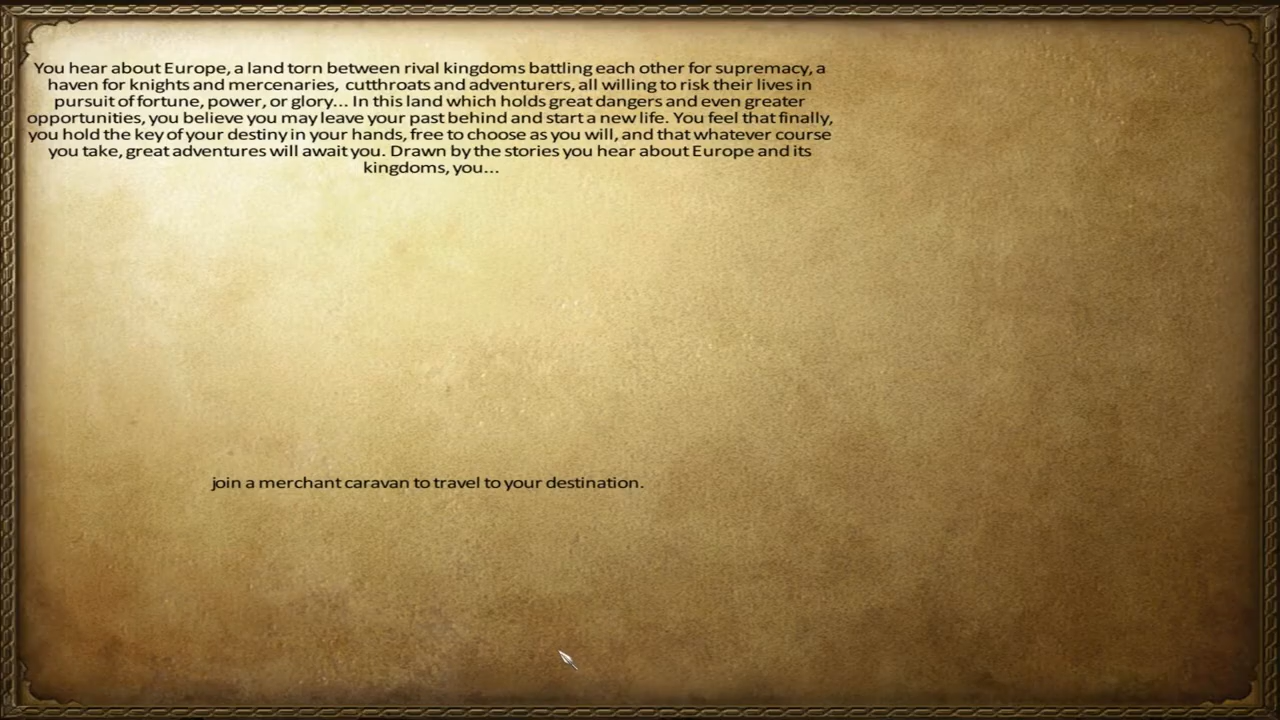 You hear about Europe, a land torn between rival kingdoms battling each other for supremacy, a
haven for knights and mercenaries,  cutthroats and adventurers, all willing to risk their lives in
pursuit of fortune, power, or glory... In this land which holds great dangers and even greater
opportunities, you believe you may leave your past behind and start a new life. You feel that finally,
you hold the key of your destiny in your hands, free to choose as you will, and that whatever course
you take, great adventures will await you. Drawn by the stories you hear about Europe and its
kingdoms, you...
join a merchant caravan to travel to your destination.